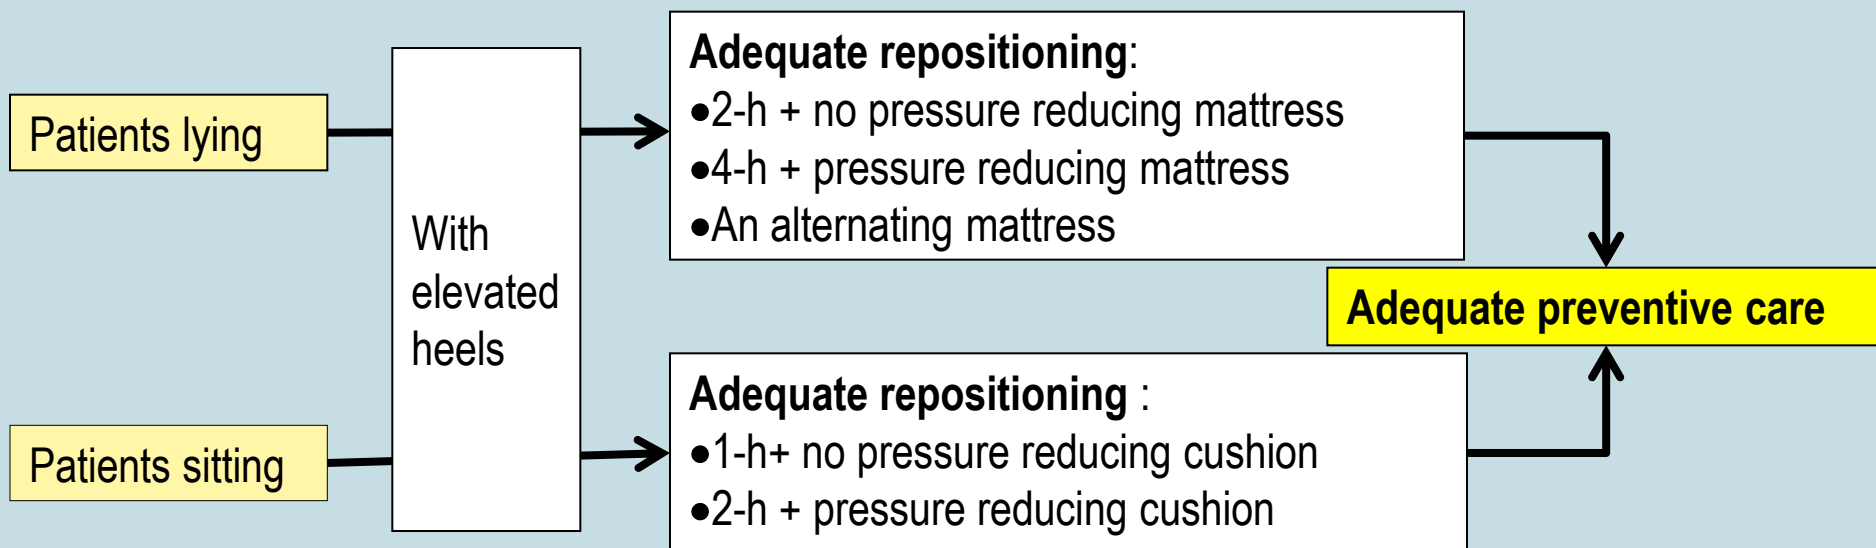 Patients lying
Patients sitting
With
elevated
heels
Adequate repositioning:
•2-h + no pressure reducing mattress
•4-h + pressure reducing mattress
•An alternating mattress
Adequate repositioning :
•1-h+ no pressure reducing cushion
•2-h + pressure reducing cushion
Adequate preventive care